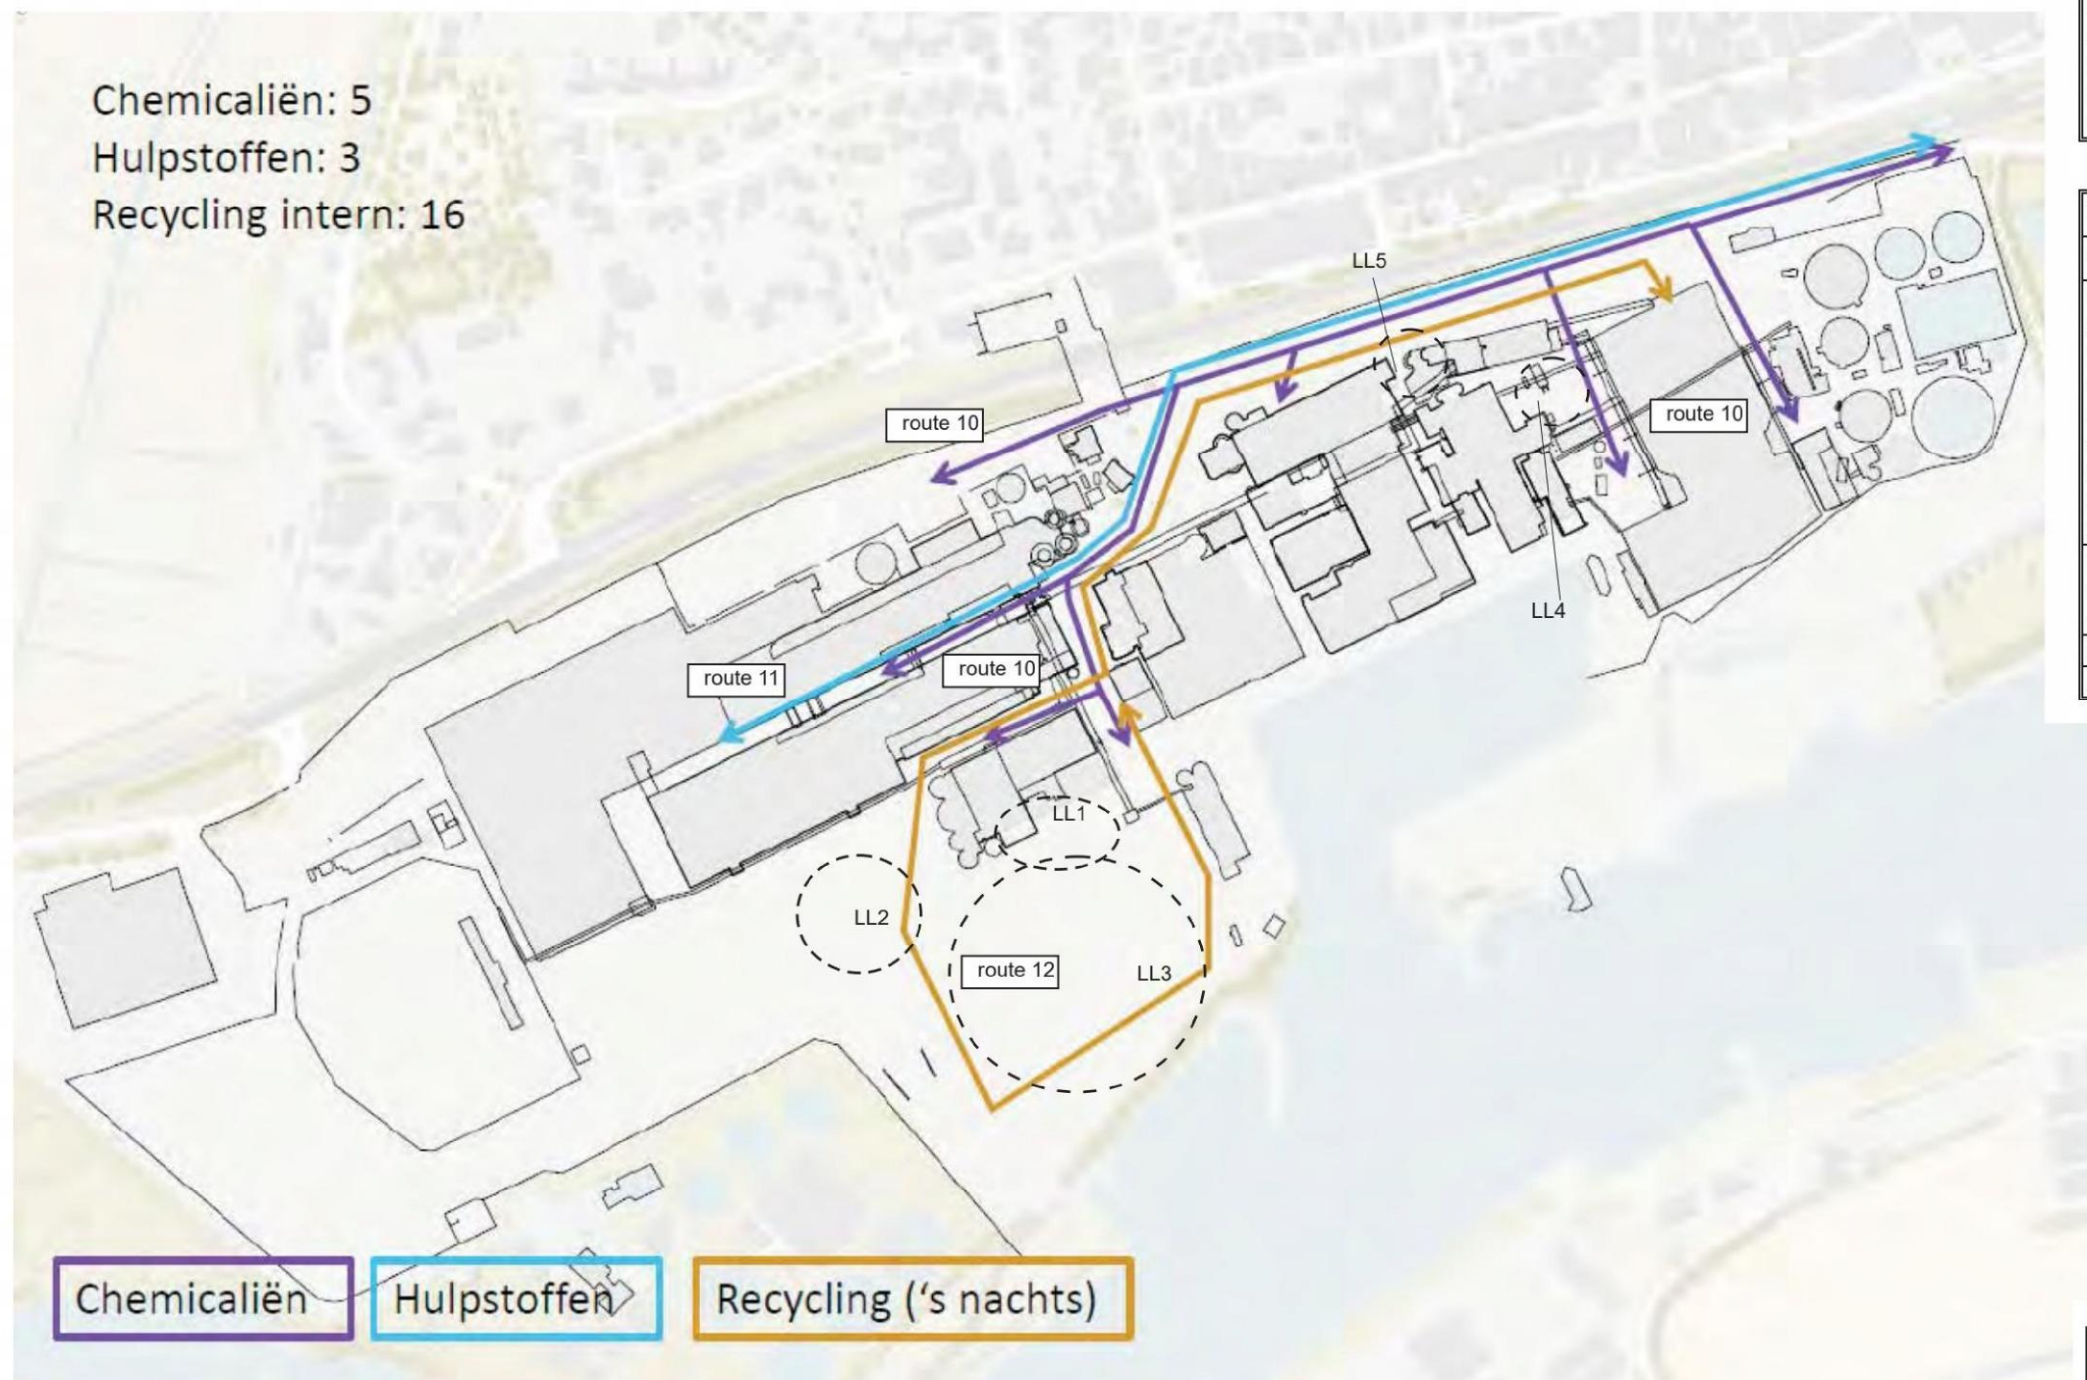 Chemicaliën: 5
Hulpstoffen: 3
Recycling intern: 16
LL5
route 10
route 10
LL4
route 10
route 11
LL1
LL2
route 12
LL3
Chemicaliën
Hulpstoffen
Recycling (‘s nachts)